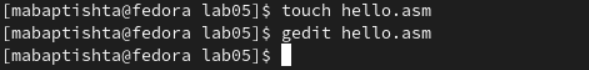 [mabaptishta@fedora lab05]$ touch hello.asm
[mabaptishta@fedora lab05]$ gedit hello.asm
[mabaptishta@fedora lab05]$